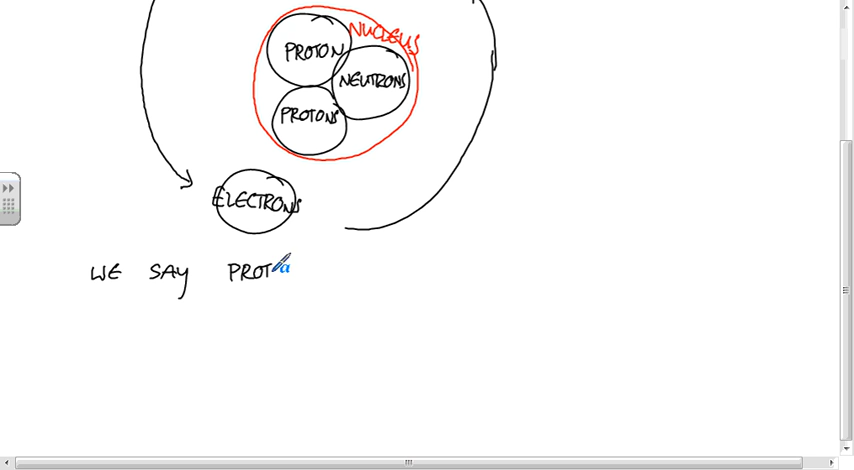 NUCLEUS
PROTON
NEUTRONS
PROTONS
ELECTRONS
WE SAY PROT